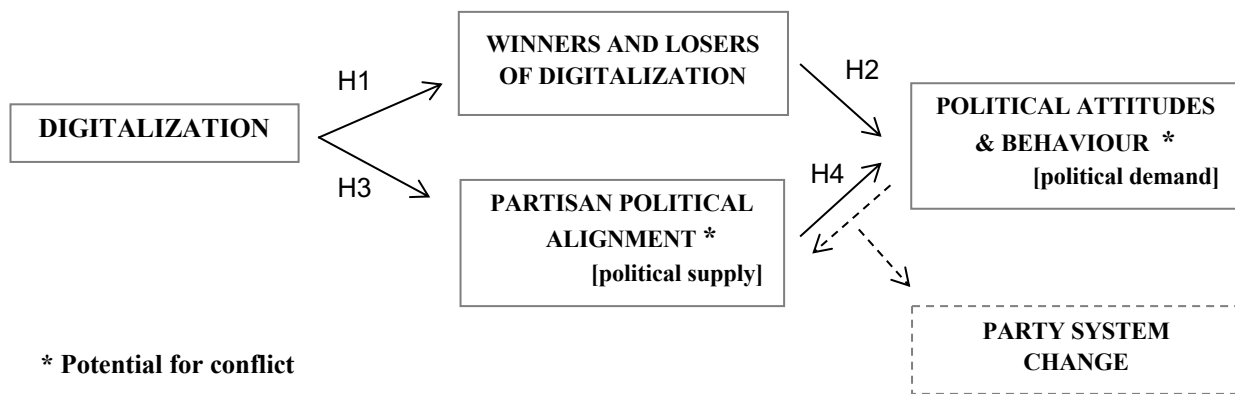 WINNERS AND LOSERS
OF DIGITALIZATION
H1
H2
DIGITALIZATION
POLITICAL ATTITUDES
& BEHAVIOUR *
[political demand]
H3
H4
PARTISAN POLITICAL
ALIGNMENT *
[political supply]
PARTY SYSTEM
CHANGE
* Potential for conflict